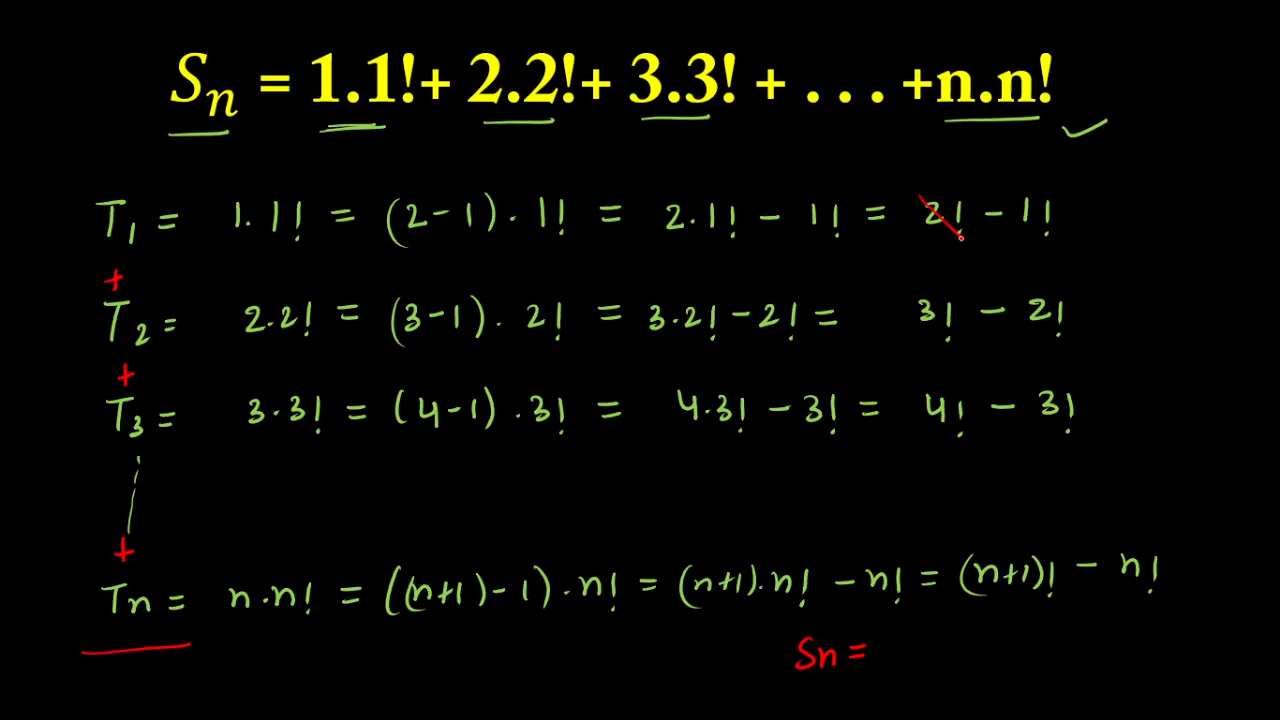 Sn = 1.1!+ 2.2!+ 3.3! + . . . +n.n!
T1 = 1.1! = (2-1).1! = 2.1! - 1! = 2! - 1!
+
T2 = 2.2! = (3-1).2! = 3.2! - 2! = 3! - 2!
+
T3 = 3.3! = (4-1).3! = 4.3! - 3! = 4! - 3!
+
Tn = n.n! = ((n+1)-1).n! = (n+1).n! - n! = (n+1)! - n!
Sn =